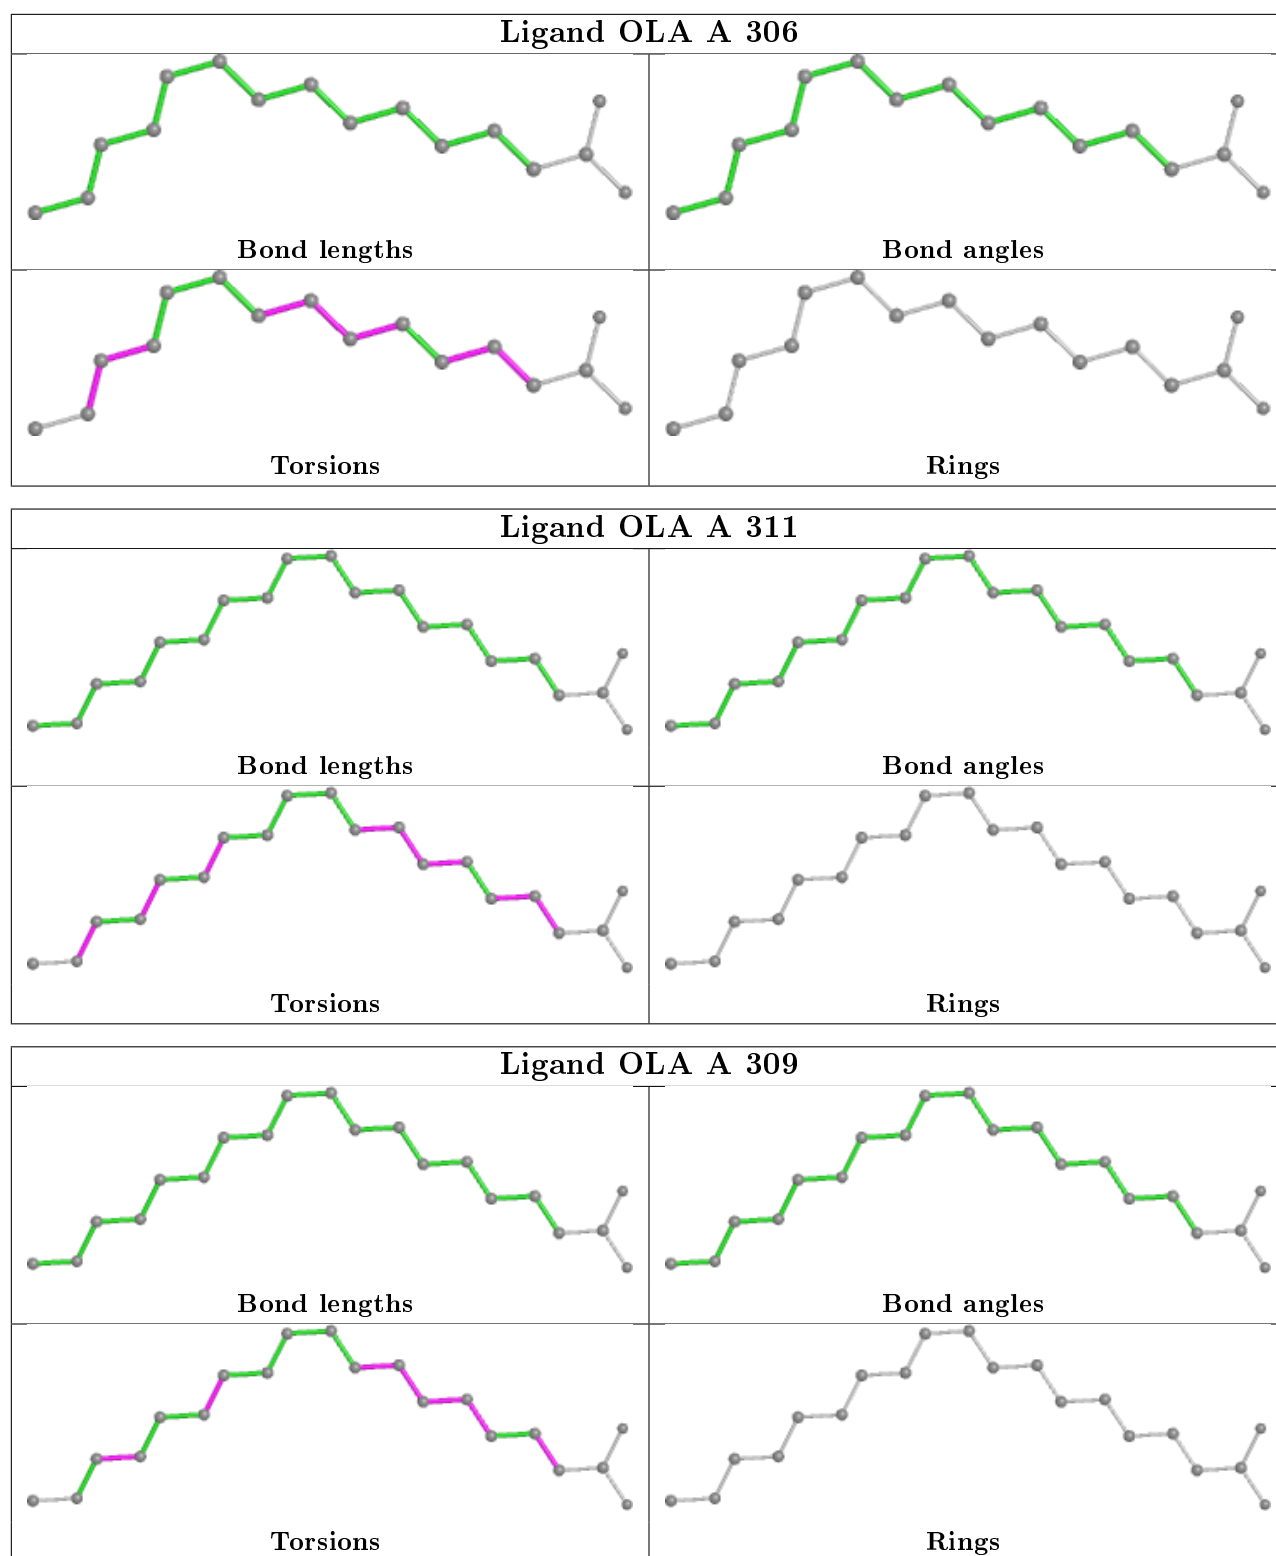 Ligand OLA A 306
Bond lengths
Bond angles
Torsions
Rings
Ligand OLA A 311
Bond lengths
Bond angles
Torsions
Rings
Ligand OLA A 309
Bond lengths
Bond angles
Torsions
Rings